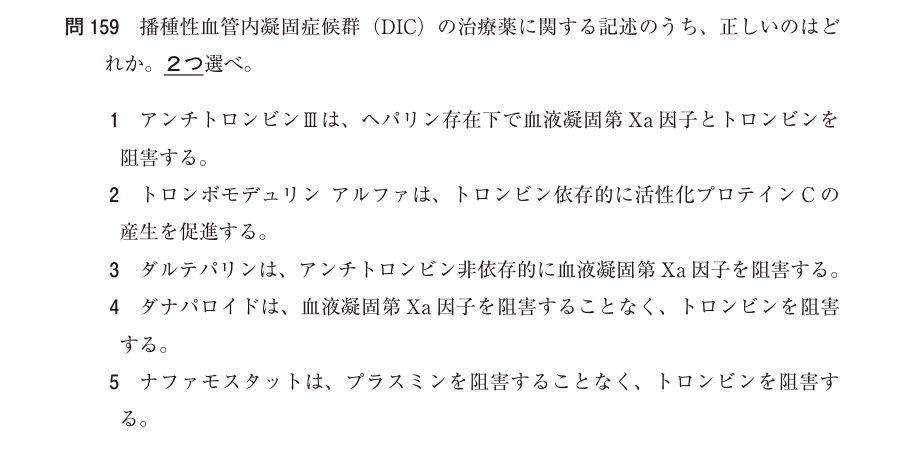 問 159 播種性血管内凝固症候群（DIC）の治療薬に関する記述のうち、正しいのはど
れか。２つ選べ。
1 アンチトロンビンⅢは、ヘパリン存在下で血液凝固第 Xa 因子とトロンビンを
阻害する。
2 トロンボモデュリン アルファは、トロンビン依存的に活性化プロテイン C の
産生を促進する。
3 ダルテパリンは、アンチトロンビン非依存的に血液凝固第 Xa 因子を阻害する。
4 ダナパロイドは、血液凝固第 Xa 因子を阻害することなく、トロンビンを阻害
する。
5 ナファモスタットは、プラスミンを阻害することなく、トロンビンを阻害す
る。